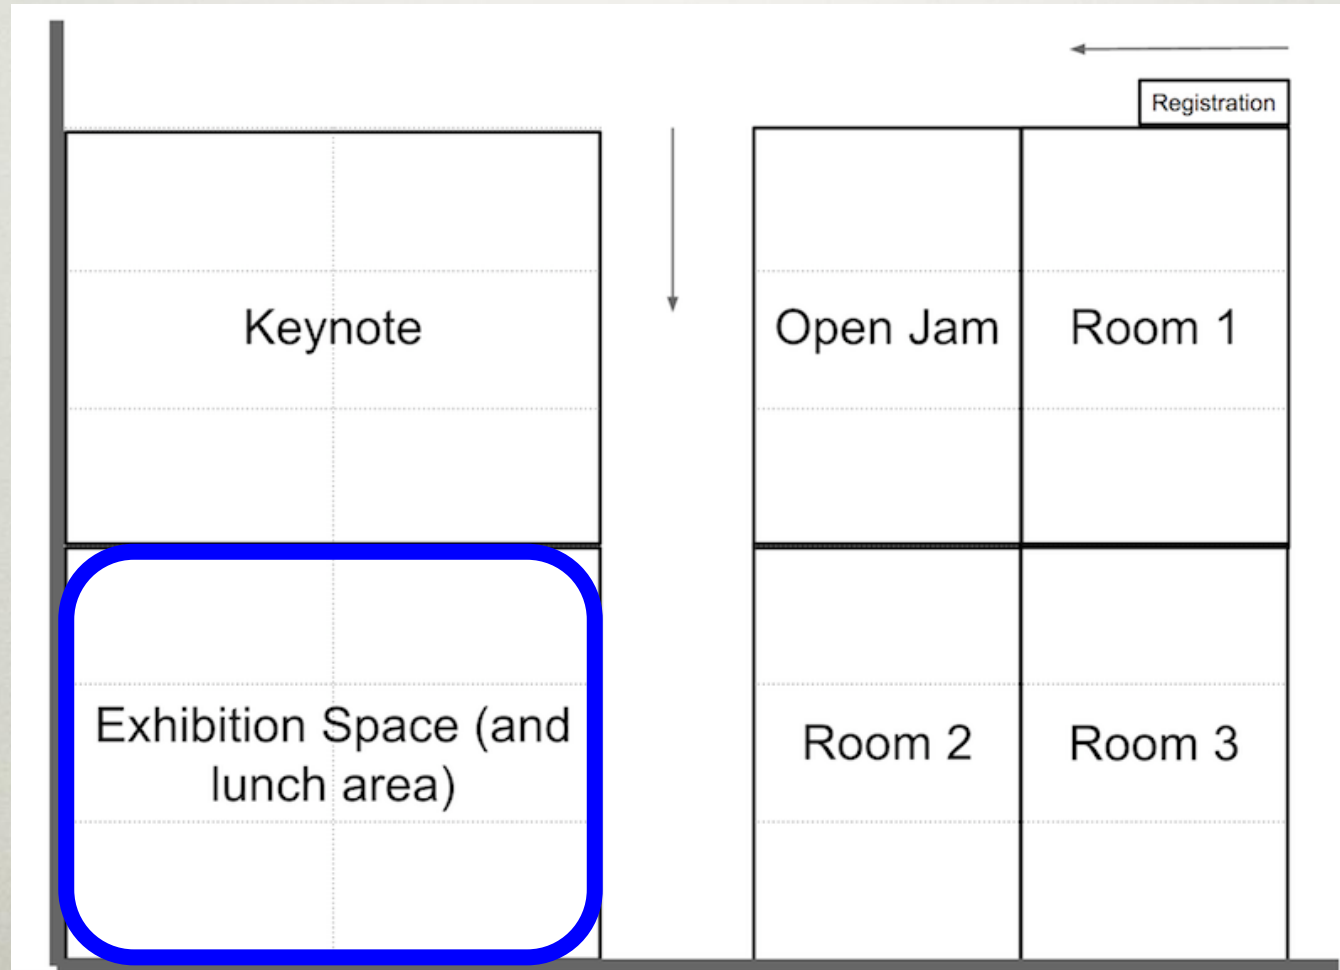 Registration
Keynote
Open Jam
Room 1
Exhibition Space (and
lunch area)
Room 2
Room 3